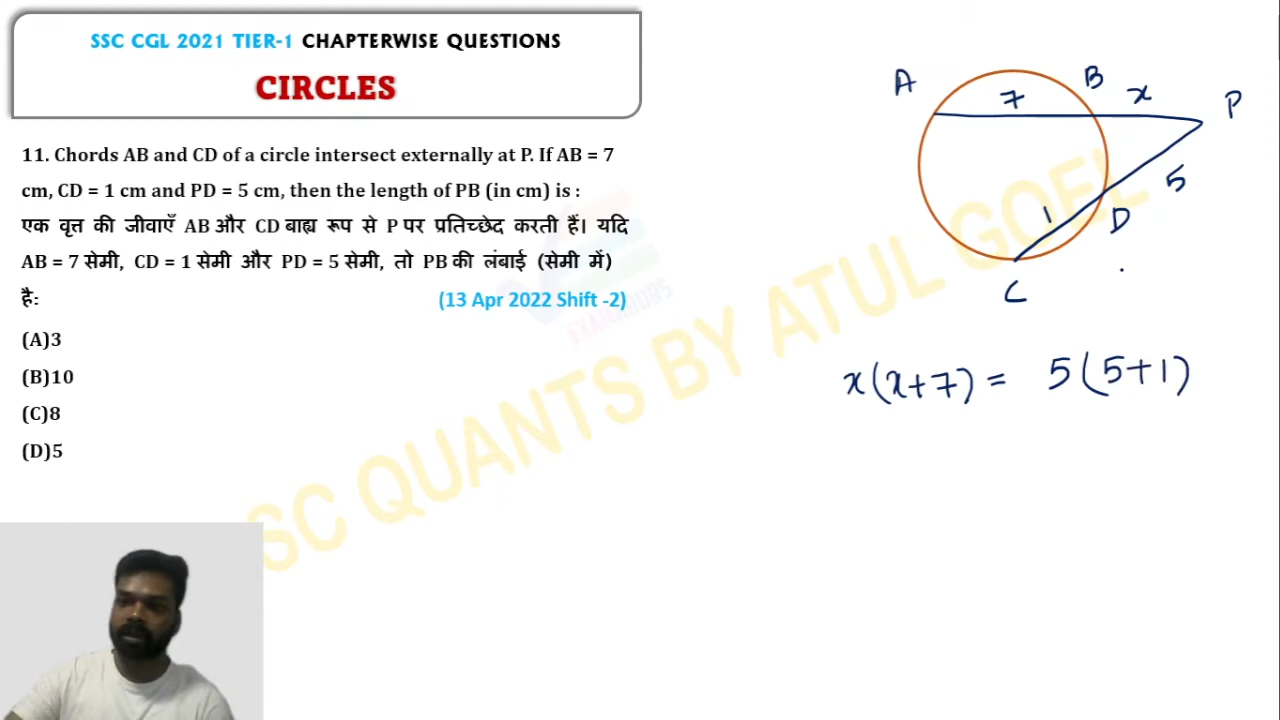 SSC CGL 2021 TIER-1 CHAPTERWISE QUESTIONS
CIRCLES
11. Chords AB and CD of a circle intersect externally at P. If AB = 7
cm, CD = 1 cm and PD = 5 cm, then the length of PB (in cm) is :
एक वृत्त की जीवाएँ AB और CD बाह्य रूप से P पर प्रतिच्छेद करती हैं। यदि
AB = 7 सेमी, CD = 1 सेमी और PD = 5 सेमी, तो PB की लंबाई (सेमी में)
है:
(13 Apr 2022 Shift -2)
(A)3
(B)10
(C)8
(D)5
A
7
B
x
P
5
1
D
C
x(x+7) = 5(5+1)
SC QUANTS BY ATUL GOEL